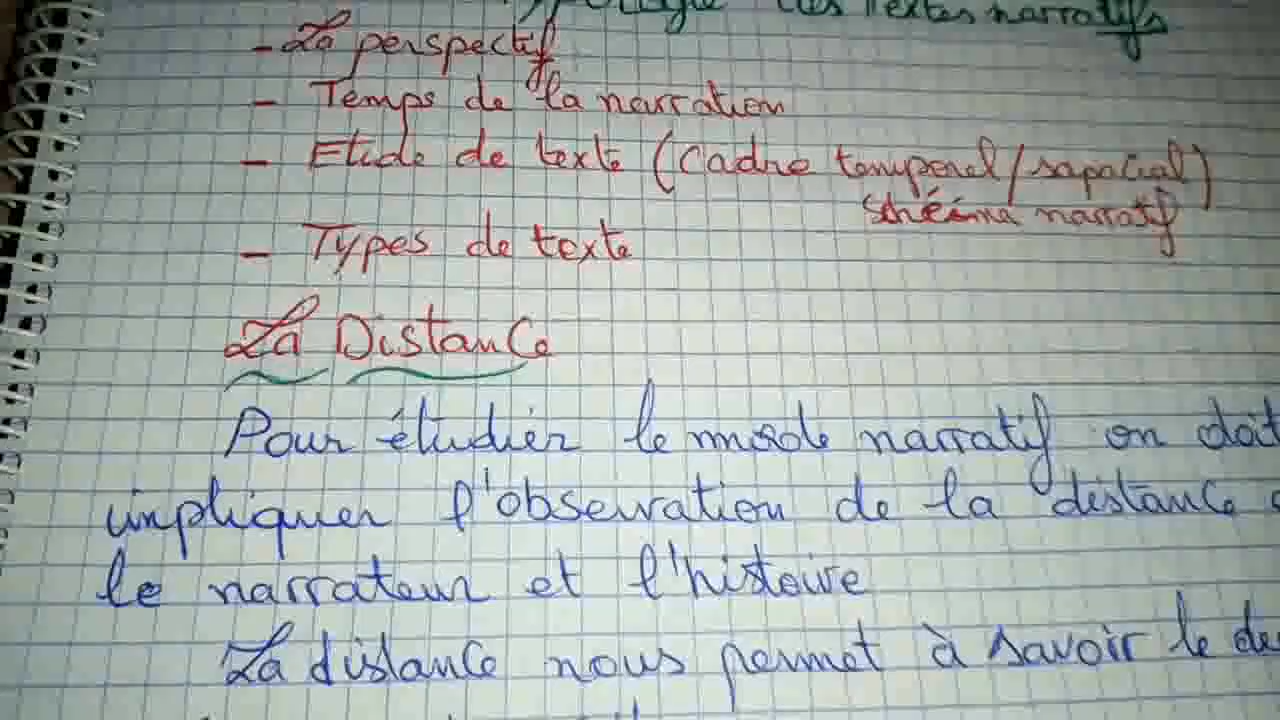 les Textes narratifs
- La perspectif
- Temps de la narration
- Etude de texte (Cadre temporel/sapacial)
Schéima narratif
- Types de texte
La Distance
Pour étudier le mode narratif on doit
impliquer l'observation de la distance
le narrateur et l'histoire
La distance nous permet à savoir le